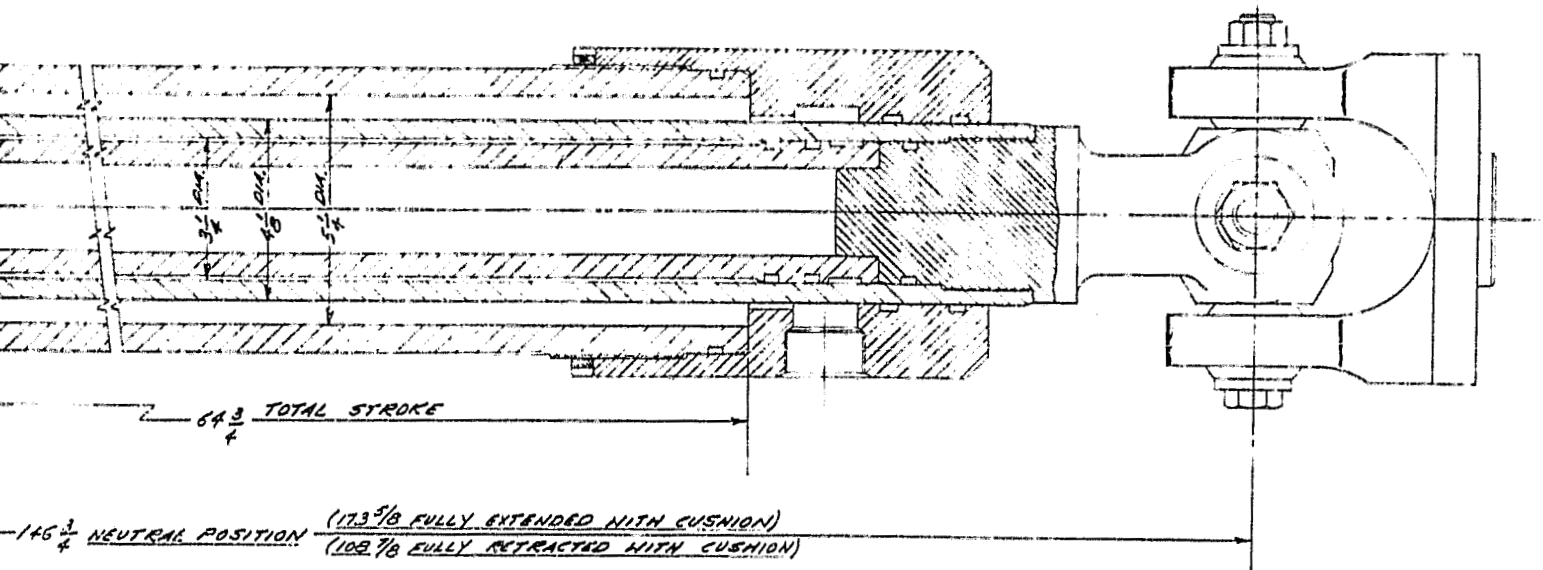 3 1/4 DIA.
4 1/8 DIA.
5 1/4 DIA.
64 3/4 TOTAL STROKE
146 3/4 NEUTRAL POSITION (173 5/8 FULLY EXTENDED WITH CUSHION)
(108 7/8 FULLY RETRACTED WITH CUSHION)